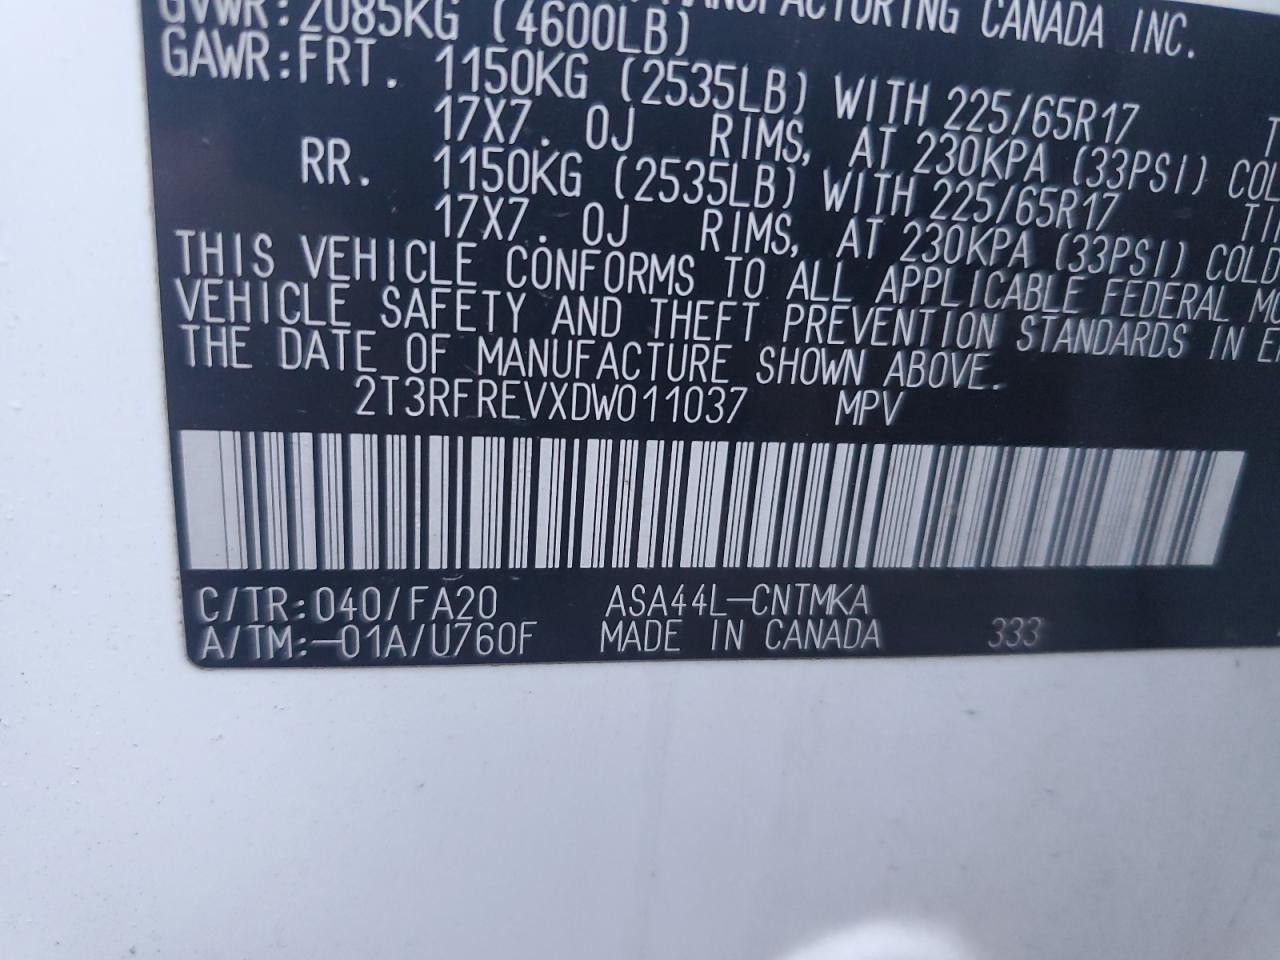 MANUFACTURING CANADA INC.
GVWR:2085KG (4600LB)
GAWR:FRT. 1150KG (2535LB) WITH 225/65R17
17X7.0J RIMS, AT 230KPA (33PSI)
RR. 1150KG (2535LB) WITH 225/65R17
17X7.0J RIMS, AT 230KPA (33PSI) COLD
THIS VEHICLE CONFORMS TO ALL APPLICABLE FEDERAL
VEHICLE SAFETY AND THEFT PREVENTION STANDARDS IN
THE DATE OF MANUFACTURE SHOWN ABOVE.
2T3RFREVXDW011037 MPV
C/TR:040/FA20 ASA44L-CNTMKA
A/TM:-01A/U760F MADE IN CANADA 333